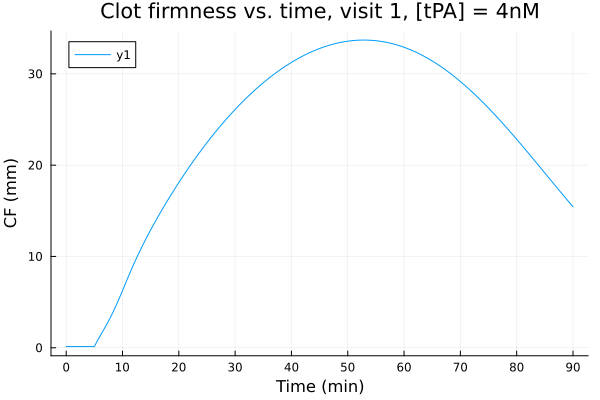 Clot firmness vs. time, visit 1, [tPA] = 4nM
y1
CF (mm)
30
20
10
0
0 10 20 30 40 50 60 70 80 90
Time (min)